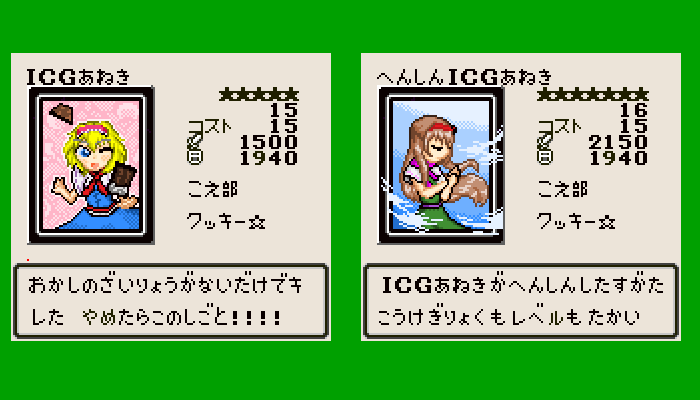 ICGあねき
★★★★★
15
コスト 15
1500
1940
こえ部
クッキー☆
おかしのざいりょうがないだけでキ
した やめたらこのしごと!!!!
へんしんICGあねき
★★★★★★★
16
コスト 15
2150
1940
こえ部
クッキー☆
ICGあねきがへんしんしたすがた
こうげきりょくもレベルもたかい